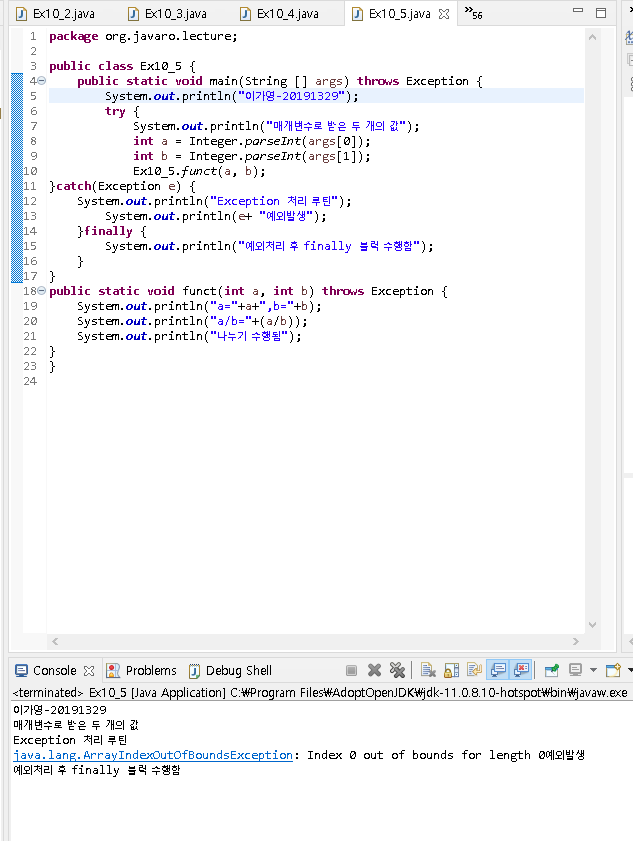 Ex10_2.java Ex10_3.java Ex10_4.java Ex10_5.java »56
1 package org.javaro.lecture;
2
3 public class Ex10_5 {
4 public static void main(String [] args) throws Exception {
5 System.out.println("이가영-20191329");
6 try {
7 System.out.println("매개변수로 받은 두 개의 값");
8 int a = Integer.parseInt(args[0]);
9 int b = Integer.parseInt(args[1]);
10 Ex10_5.funct(a, b);
11 }catch(Exception e) {
12 System.out.println("Exception 처리 루틴");
13 System.out.println(e+ "예외발생");
14 }finally {
15 System.out.println("예외처리 후 finally 블럭 수행함");
16 }
17 }
18 public static void funct(int a, int b) throws Exception {
19 System.out.println("a="+a+",b="+b);
20 System.out.println("a/b="+(a/b));
21 System.out.println("나누기 수행됨");
22 }
23 }
24
Console Problems Debug Shell
<terminated> Ex10_5 [Java Application] C:₩Program Files₩AdoptOpenJDK₩jdk-11.0.8.10-hotspot₩bin₩javaw.exe
이가영-20191329
매개변수로 받은 두 개의 값
Exception 처리 루틴
java.lang.ArrayIndexOutOfBoundsException: Index 0 out of bounds for length 0예외발생
예외처리 후 finally 블럭 수행함